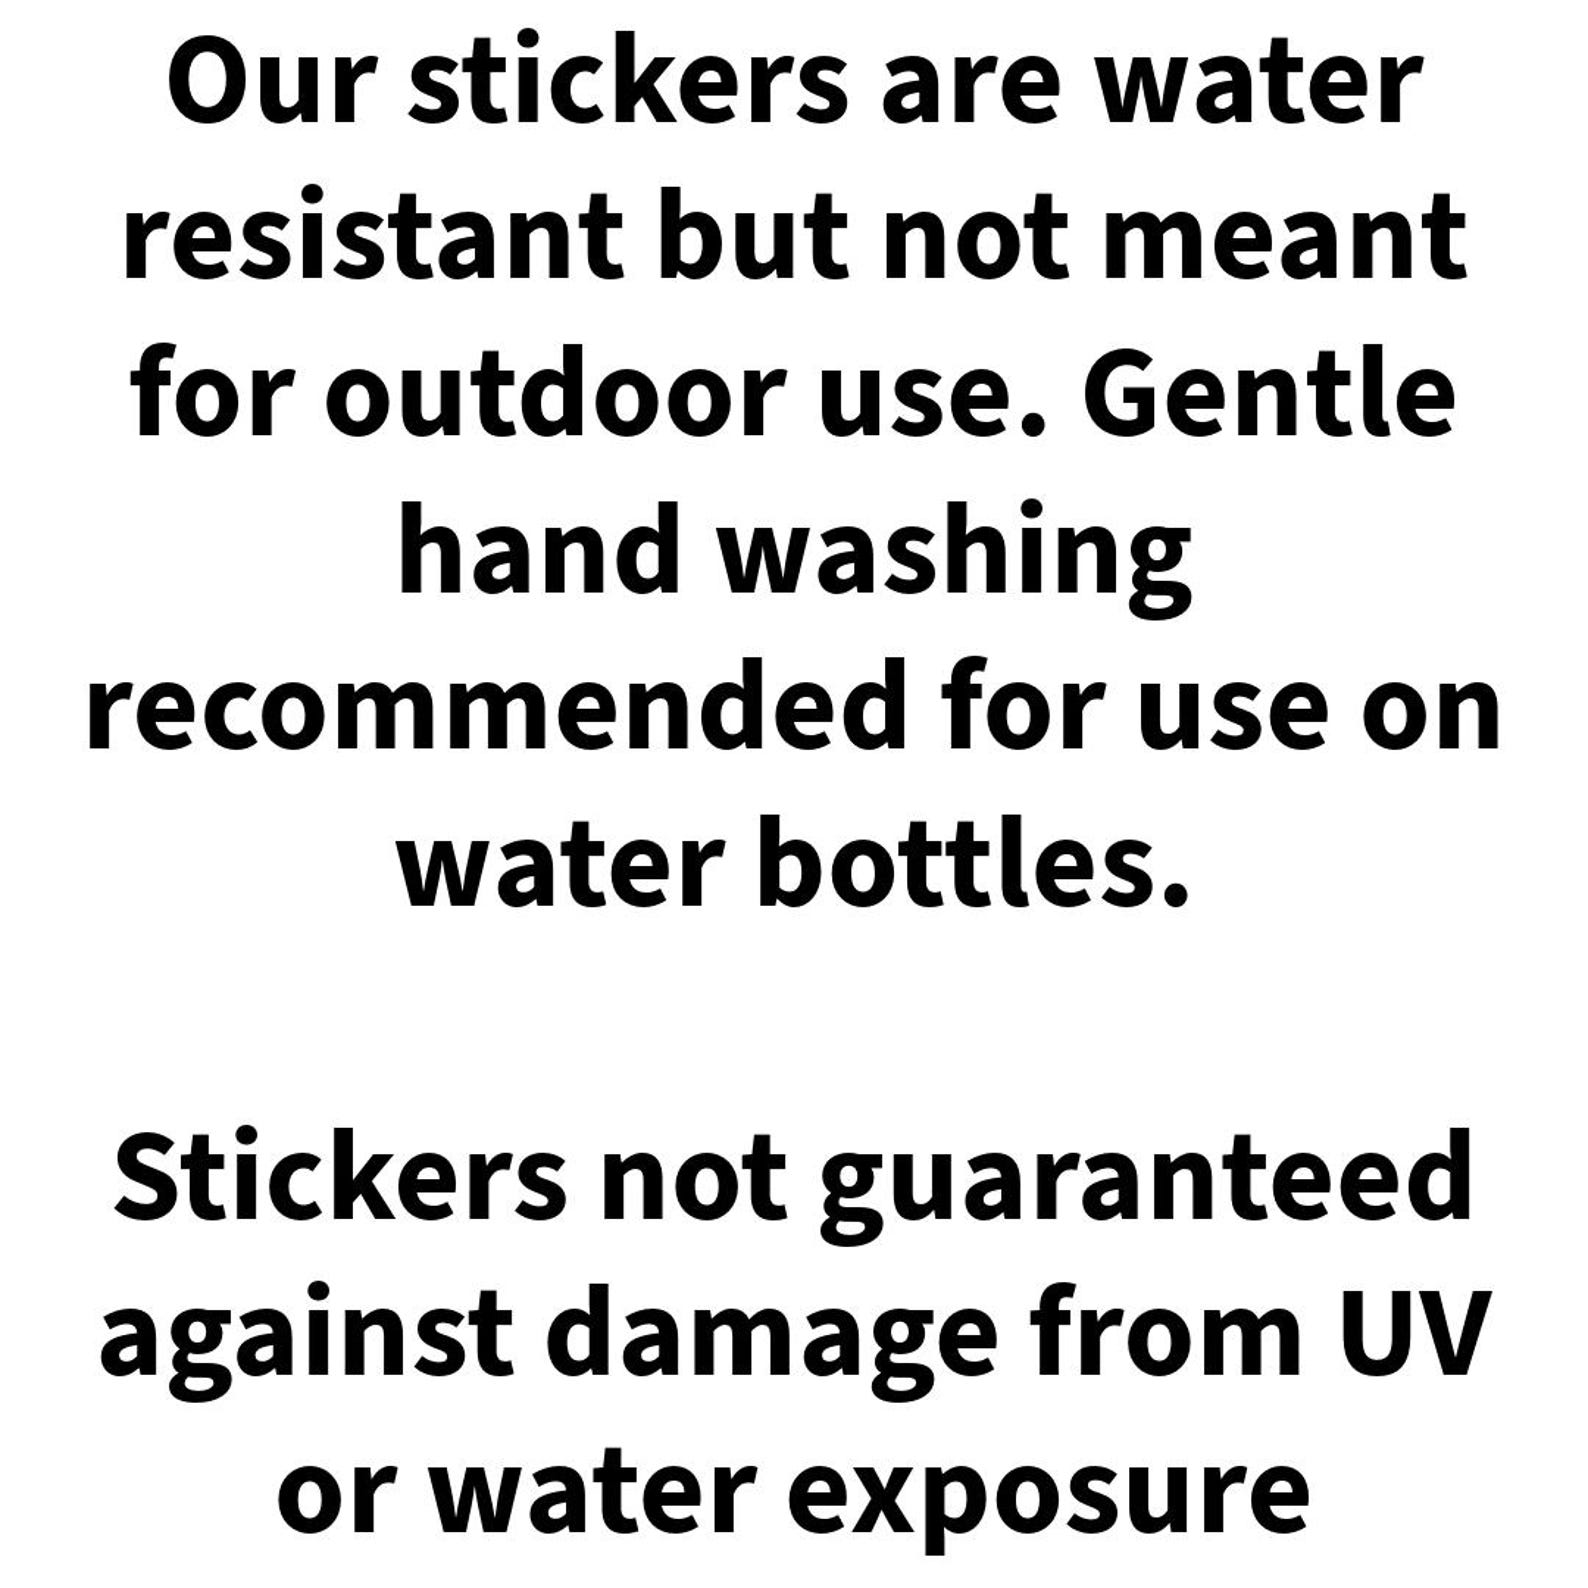 Our stickers are water
resistant but not meant
for outdoor use. Gentle
hand washing
recommended for use on
water bottles.
Stickers not guaranteed
against damage from UV
or water exposure